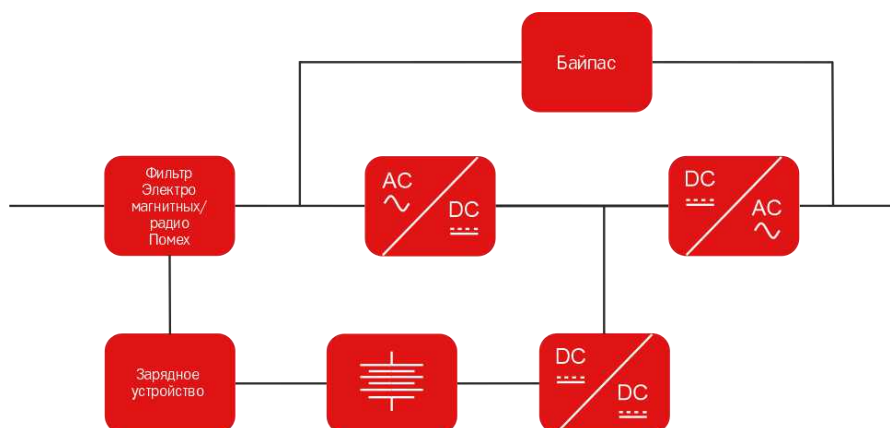 Байпас
Фильтр
Электро
магнитных/
радио
Помех
AC
DC
DC
AC
Зарядное
устройство
DC
DC